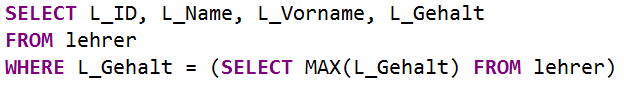 SELECT L_ID, L_Name, L_Vorname, L_Gehalt
FROM lehrer
WHERE L_Gehalt = (SELECT MAX(L_Gehalt) FROM lehrer)